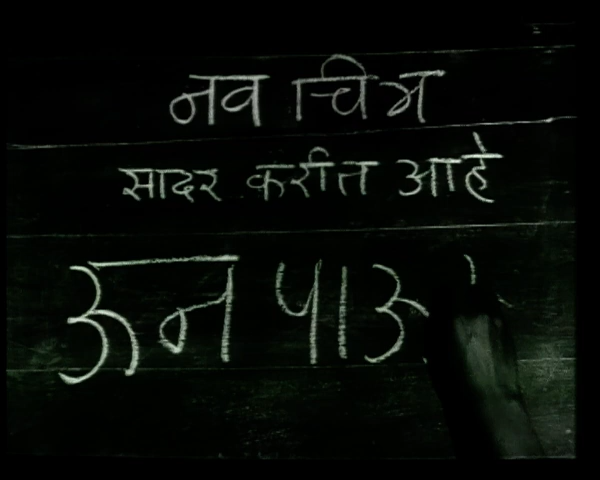 नव चित्र
सादर करीत आहे
ऊन पाऊ